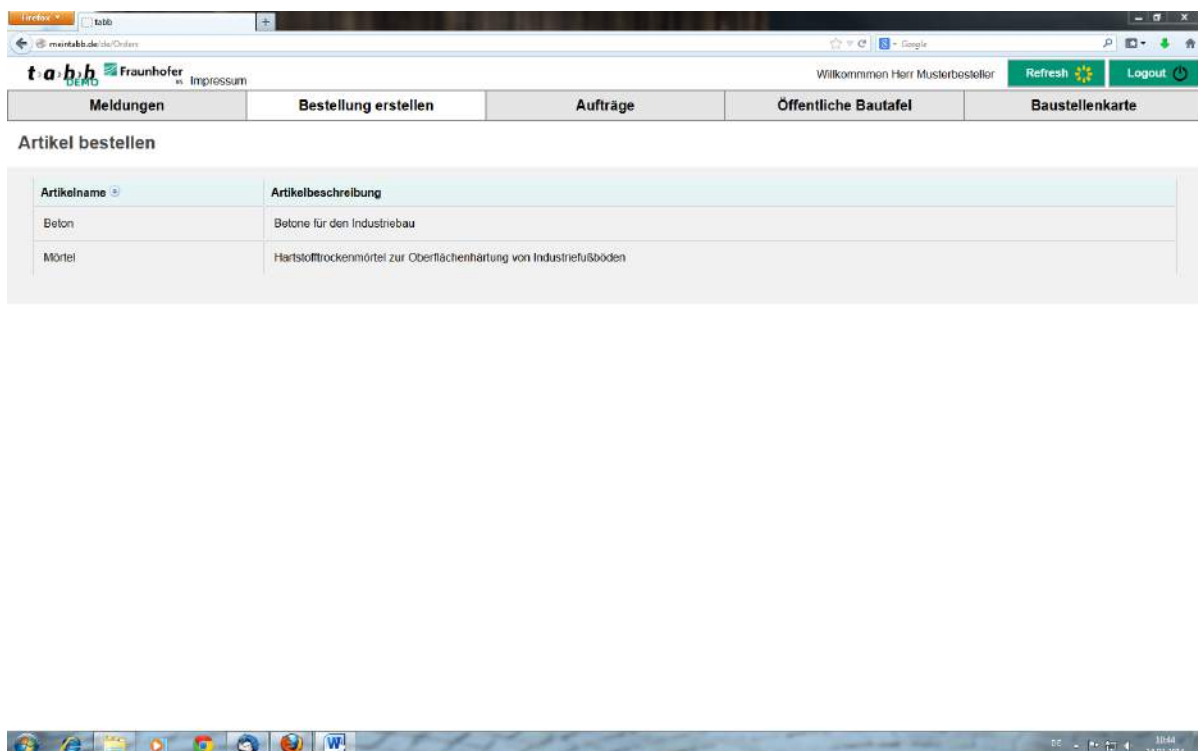 Firefox
tabb
meintabb.de/de/Orders
Google
t·a·b·b
DEMO
Fraunhofer
Impressum
Willkommmen Herr Musterbesteller
Refresh
Logout
Meldungen
Bestellung erstellen
Aufträge
Öffentliche Bautafel
Baustellenkarte
Artikel bestellen
Artikelname
Artikelbeschreibung
Beton
Betone für den Industriebau
Mörtel
Hartstofftrockenmörtel zur Oberflächenhärtung von Industriefußböden
DE
10:44